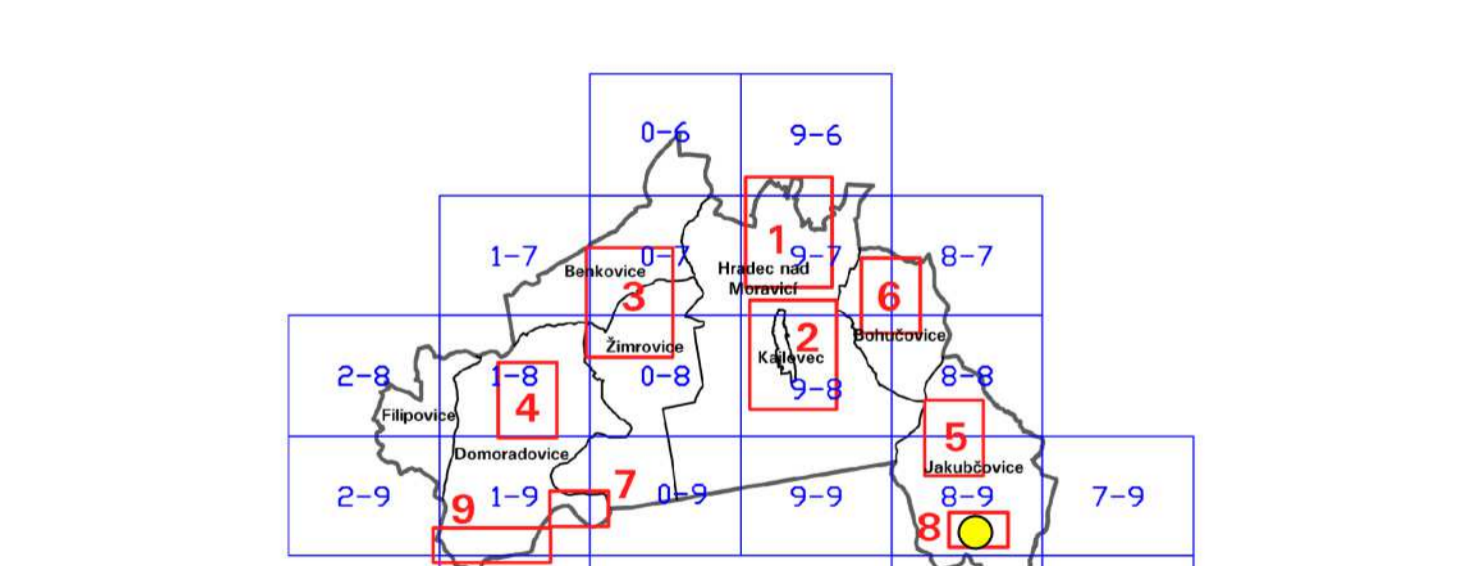 0-6
9-6
1-7
0-7
1
9-7
8-7
Benkovice
Hradec nad
Moravicí
3
6
2
Bohučovice
Žimrovice
Kajlovec
2-8
1-8
0-8
9-8
8-8
Filipovice
4
5
Domoradovice
Jakubčovice
7
2-9
1-9
0-9
9-9
8-9
7-9
9
8